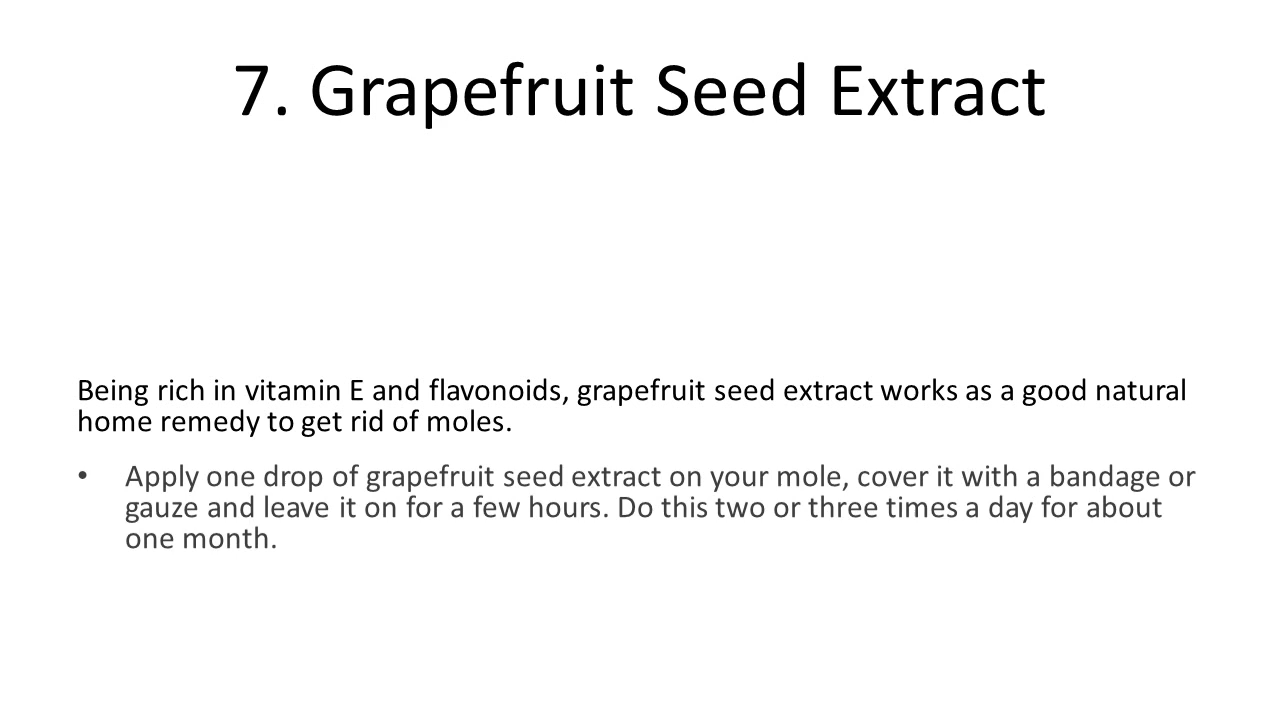 7. Grapefruit Seed Extract
Being rich in vitamin E and flavonoids, grapefruit seed extract works as a good natural
home remedy to get rid of moles.
• Apply one drop of grapefruit seed extract on your mole, cover it with a bandage or
gauze and leave it on for a few hours. Do this two or three times a day for about
one month.